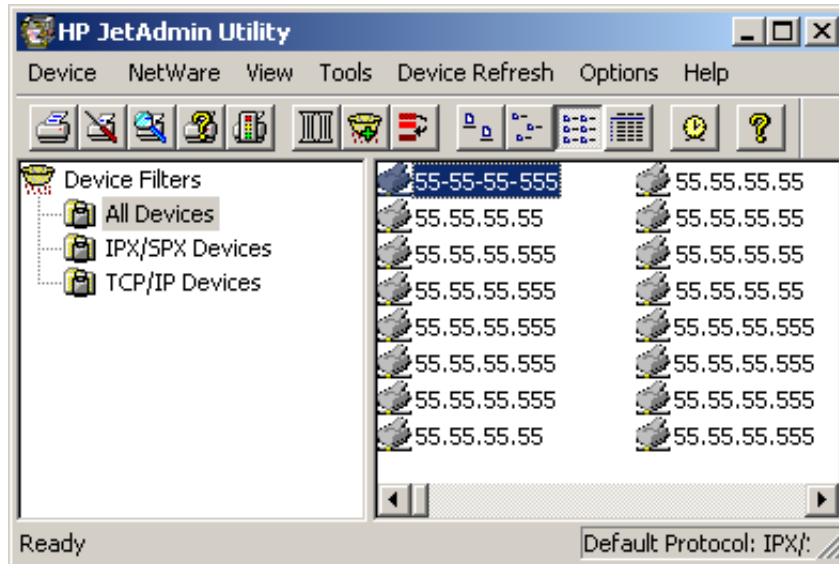 HP JetAdmin Utility
Device NetWare View Tools Device Refresh Options Help
Device Filters
All Devices
IPX/SPX Devices
TCP/IP Devices
55-55-55-555 55.55.55.55
55.55.55.55 55.55.55.55
55.55.55.555 55.55.55.55
55.55.55.555 55.55.55.55
55.55.55.555 55.55.55.555
55.55.55.555 55.55.55.555
55.55.55.555 55.55.55.555
55.55.55.55 55.55.55.555
Ready Default Protocol: IPX/: